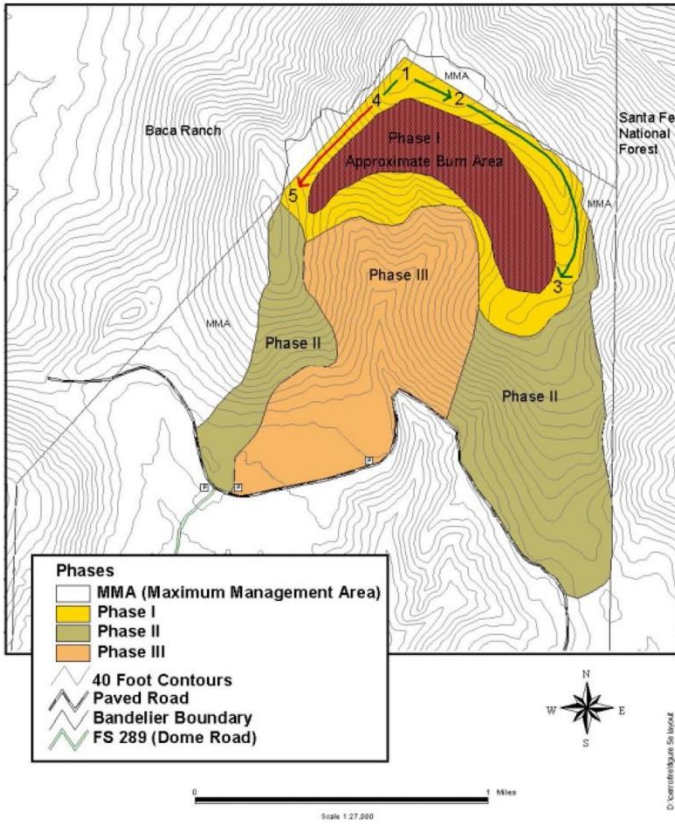 1
MMA
4
2
Baca Ranch
Phase I
Approximate Burn Area
Santa Fe
National
Forest
5
MMA
Phase III
3
MMA
Phase II
Phase II
P
P
P
Phases
MMA (Maximum Management Area)
Phase I
Phase II
Phase III
40 Foot Contours
Paved Road
Bandelier Boundary
FS 289 (Dome Road)
N
W
E
S
0
1 Miles
Scale 1:27,000